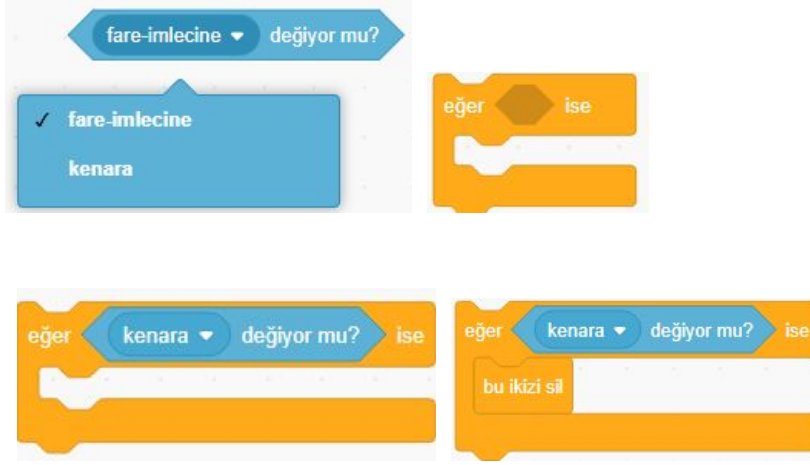 fare-imlecine değiyor mu?
fare-imlecine
kenara
eğer ise
eğer kenara değiyor mu? ise
eğer kenara değiyor mu? ise
bu ikizi sil